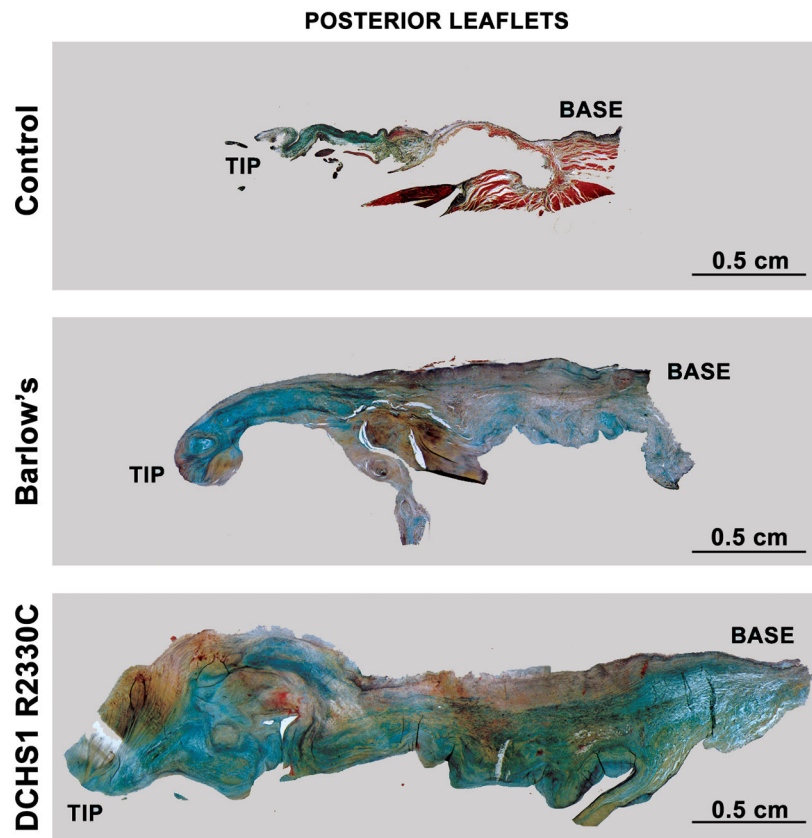 POSTERIOR LEAFLETS
Control
BASE
TIP
0.5 cm
Barlow's
BASE
TIP
0.5 cm
DCHS1 R2330C
BASE
TIP
0.5 cm